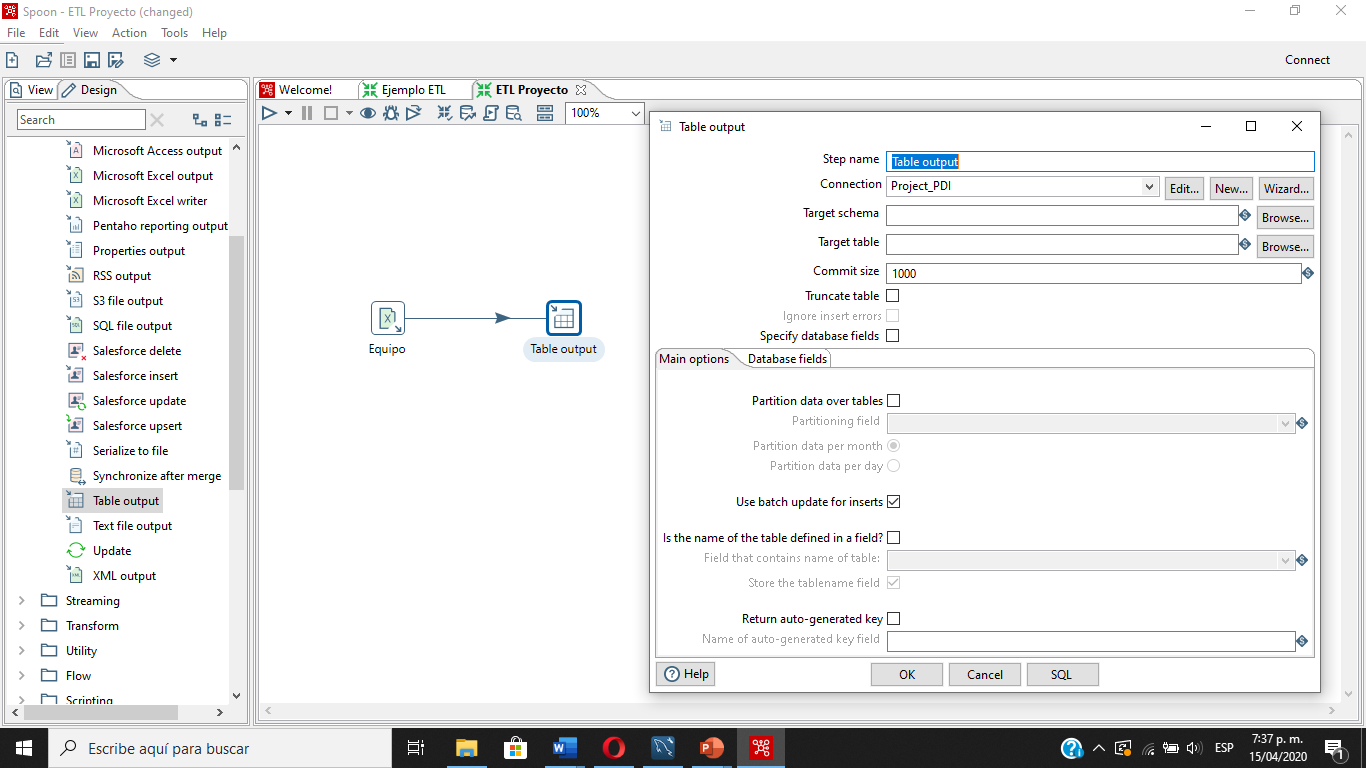 Spoon - ETL Proyecto (changed)
File Edit View Action Tools Help
Connect
View Design
Welcome! Ejemplo ETL ETL Proyecto
Search
100%
Microsoft Access output
Microsoft Excel output
Microsoft Excel writer
Pentaho reporting output
Properties output
RSS output
S3 file output
SQL file output
Salesforce delete
Salesforce insert
Salesforce update
Salesforce upsert
Serialize to file
Synchronize after merge
Table output
Text file output
Update
XML output
Streaming
Transform
Utility
Flow
Scripting
Equipo
Table output
Table output
Step name Table output
Connection Project_PDI Edit... New... Wizard...
Target schema Browse...
Target table Browse...
Commit size 1000
Truncate table
Ignore insert errors
Specify database fields
Main options Database fields
Partition data over tables
Partitioning field
Partition data per month
Partition data per day
Use batch update for inserts
Is the name of the table defined in a field?
Field that contains name of table:
Store the tablename field
Return auto-generated key
Name of auto-generated key field
Help OK Cancel SQL
Escribe aquí para buscar
ESP
7:37 p. m.
15/04/2020
1